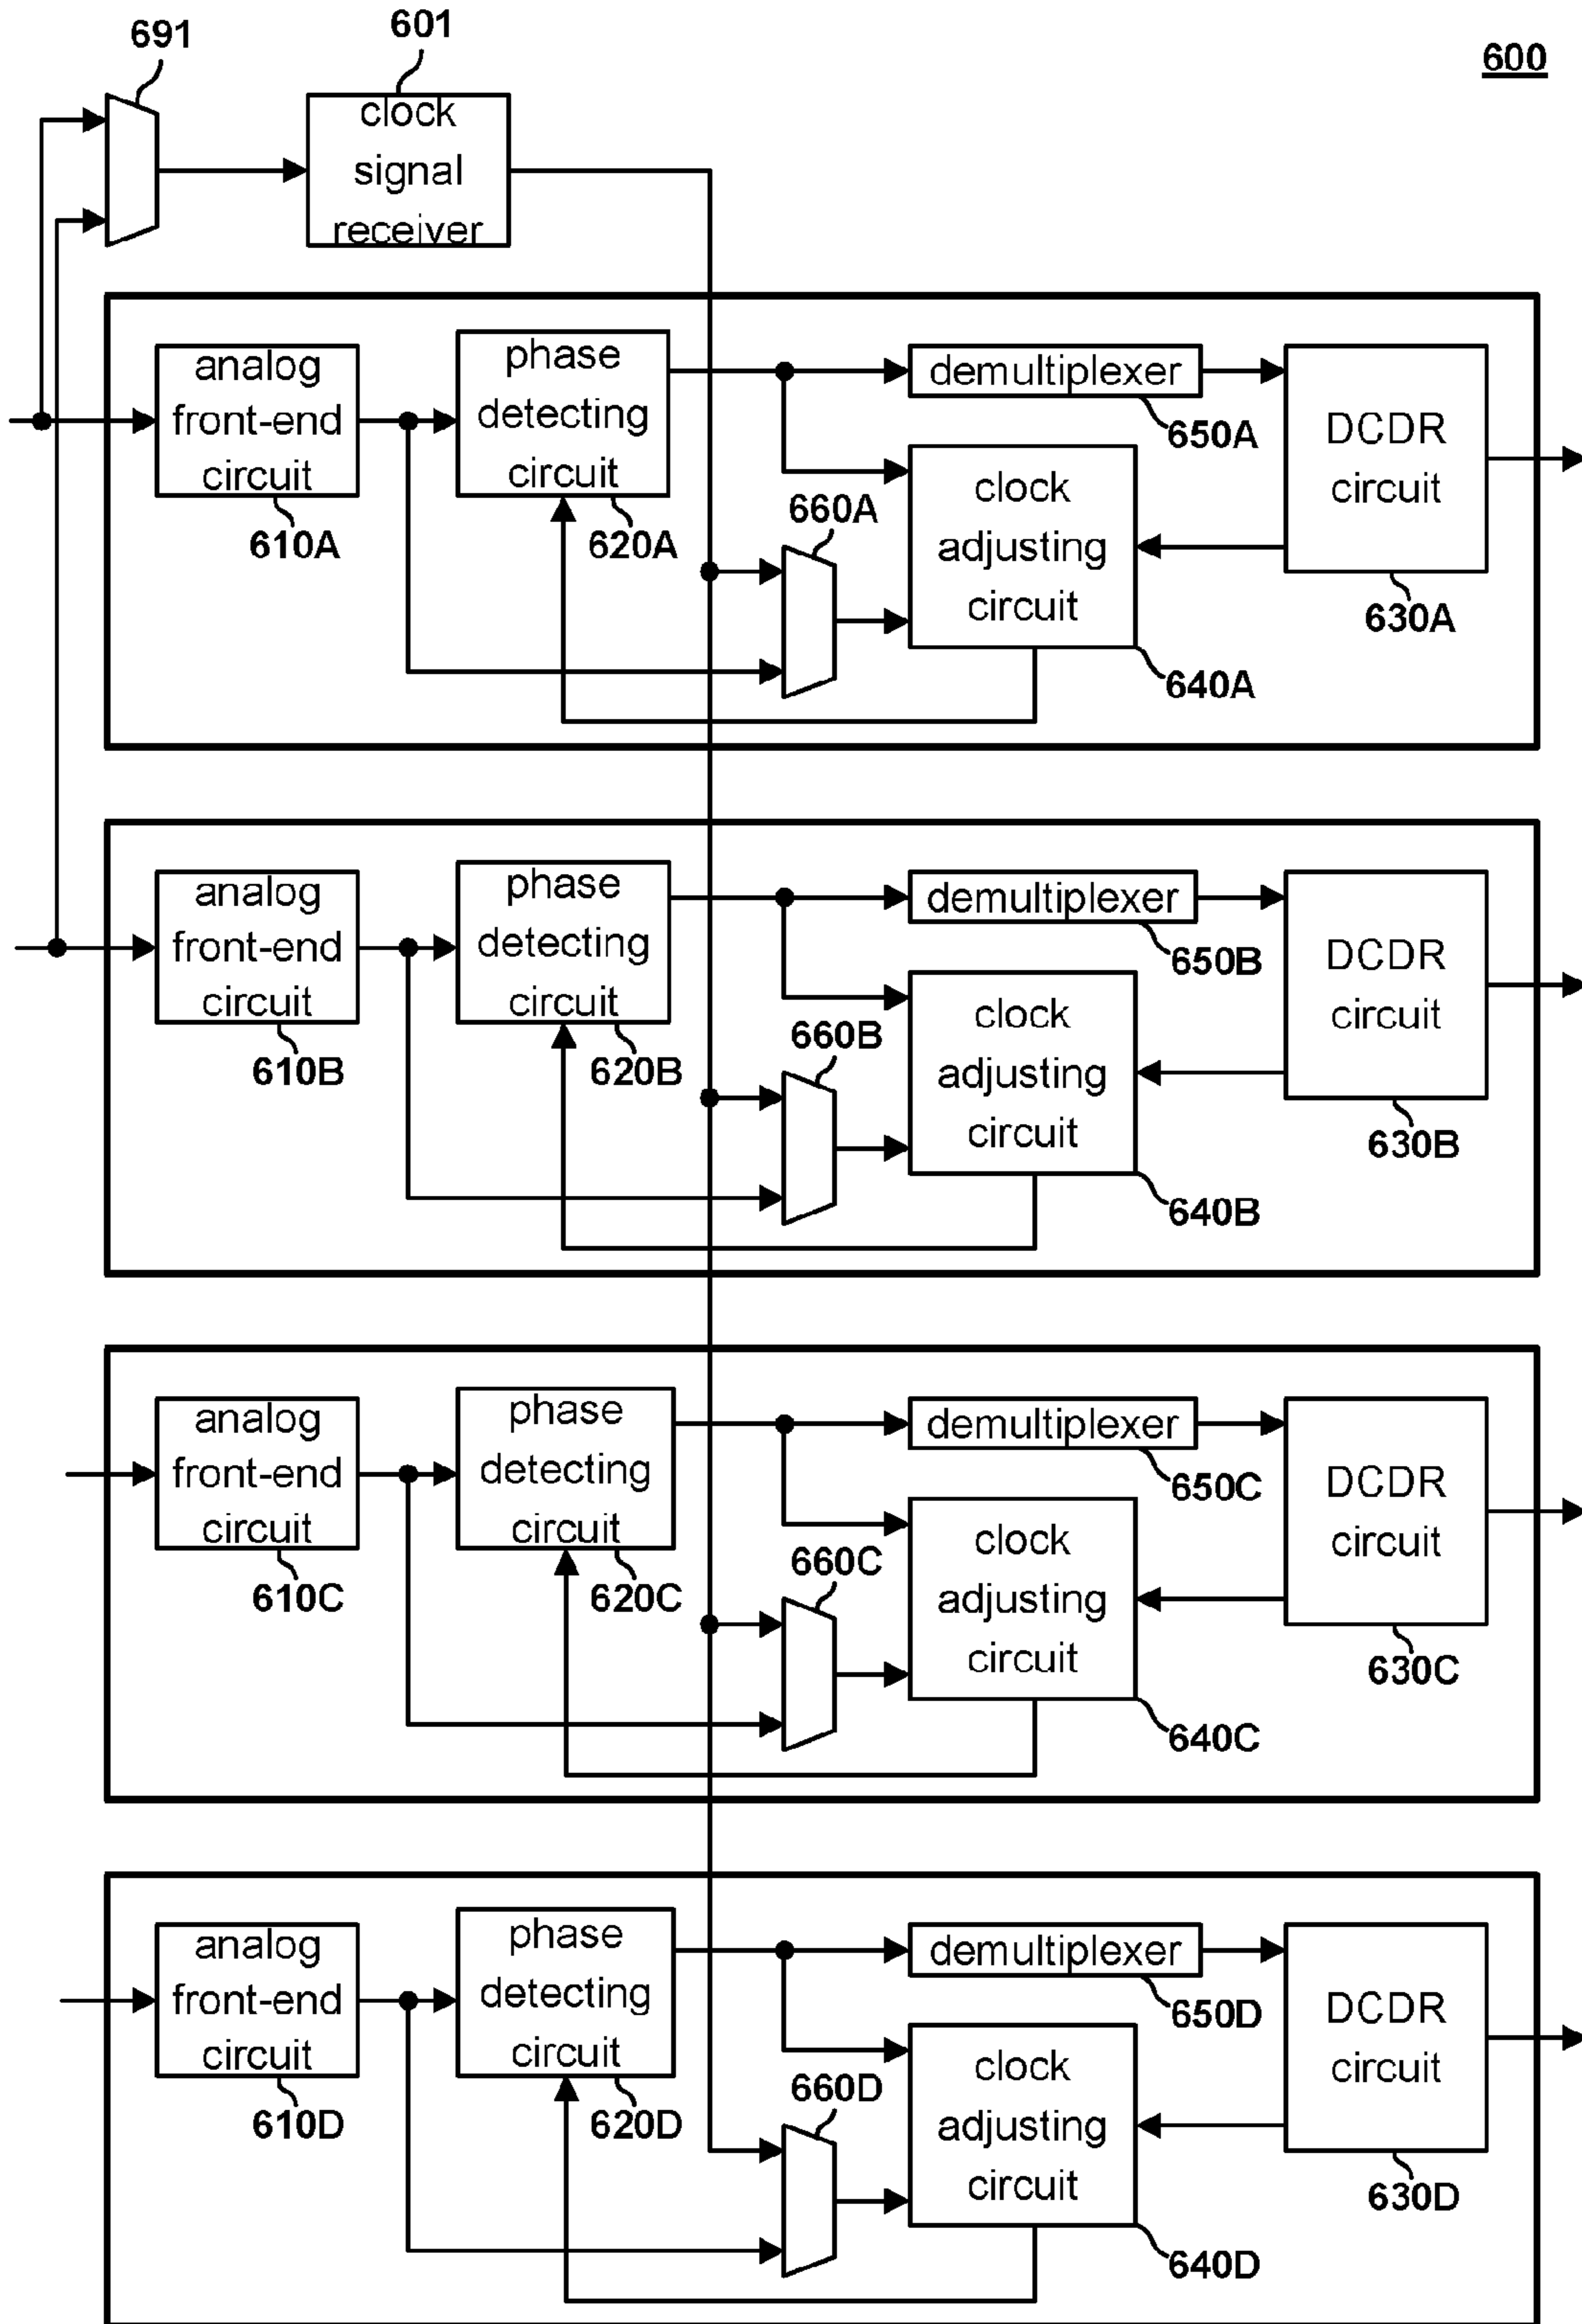 691
601
600
clock
signal
receiver
analog
front-end
circuit
610A
phase
detecting
circuit
620A
demultiplexer
650A
660A
clock
adjusting
circuit
640A
DCDR
circuit
630A
analog
front-end
circuit
610B
phase
detecting
circuit
620B
demultiplexer
650B
660B
clock
adjusting
circuit
640B
DCDR
circuit
630B
analog
front-end
circuit
610C
phase
detecting
circuit
620C
demultiplexer
650C
660C
clock
adjusting
circuit
640C
DCDR
circuit
630C
analog
front-end
circuit
610D
phase
detecting
circuit
620D
demultiplexer
650D
660D
clock
adjusting
circuit
640D
DCDR
circuit
630D